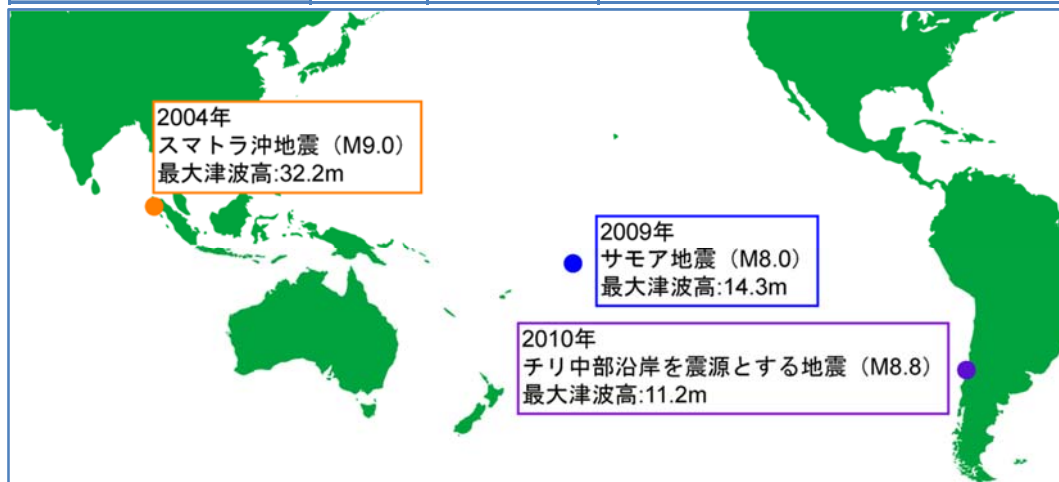 2004年
スマトラ沖地震（M9.0）
最大津波高:32.2m
2009年
サモア地震（M8.0）
最大津波高:14.3m
2010年
チリ中部沿岸を震源とする地震（M8.8）
最大津波高:11.2m